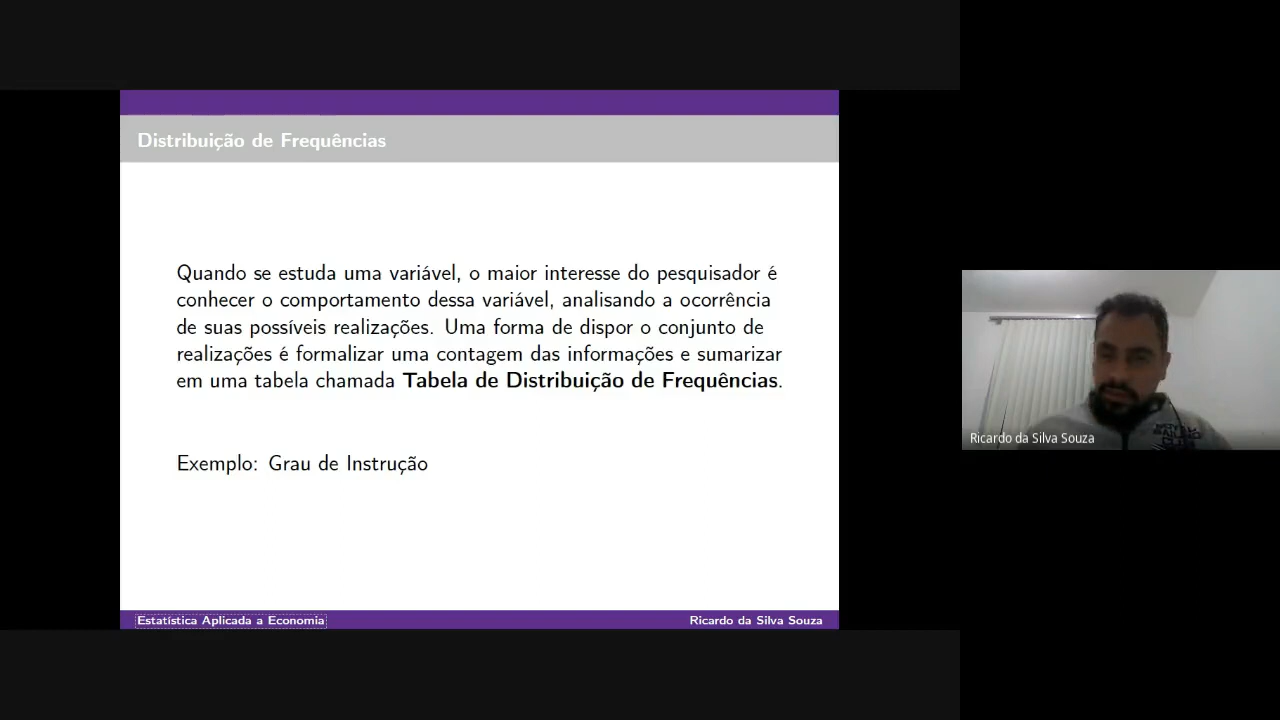 Distribuição de Frequências
Quando se estuda uma variável, o maior interesse do pesquisador é
conhecer o comportamento dessa variável, analisando a ocorrência
de suas possíveis realizações. Uma forma de dispor o conjunto de
realizações é formalizar uma contagem das informações e sumarizar
em uma tabela chamada Tabela de Distribuição de Frequências.
Exemplo: Grau de Instrução
Estatística Aplicada a Economia
Ricardo da Silva Souza
Ricardo da Silva Souza